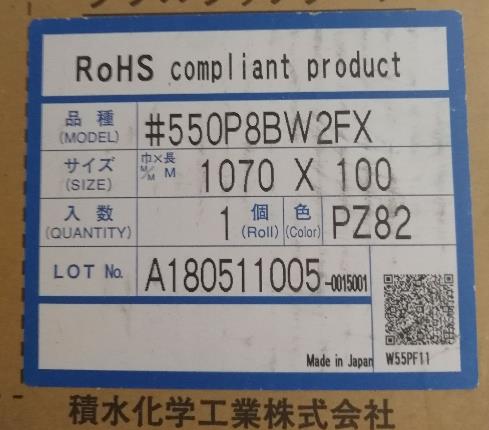 RoHS compliant product
品種 (MODEL) #550P8BW2FX
サイズ (SIZE) 巾×長 M/M M 1070 X 100
入数 (QUANTITY) 1 個 (Roll) 色 (Color) PZ82
LOT No. A180511005-0015001
Made in Japan W55PF11
積水化学工業株式会社